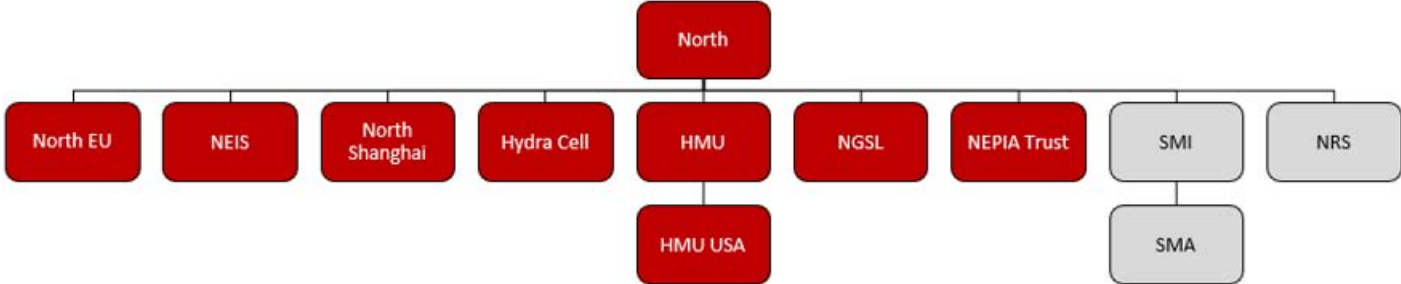 North
North EU
NEIS
North
Shanghai
Hydra Cell
HMU
NGSL
NEPIA Trust
SMI
NRS
HMU USA
SMA